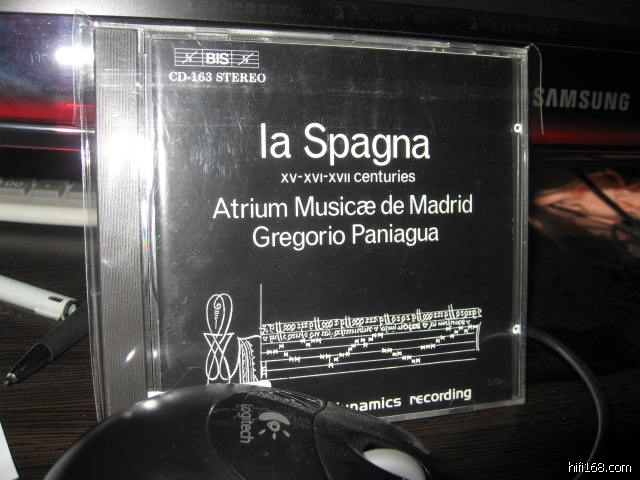 BIS
CD-163 STEREO
SAMSUNG
la Spagna
XV-XVI-XVII centuries
Atrium Musicæ de Madrid
Gregorio Paniagua
dynamics recording
logitech
hifi168.com